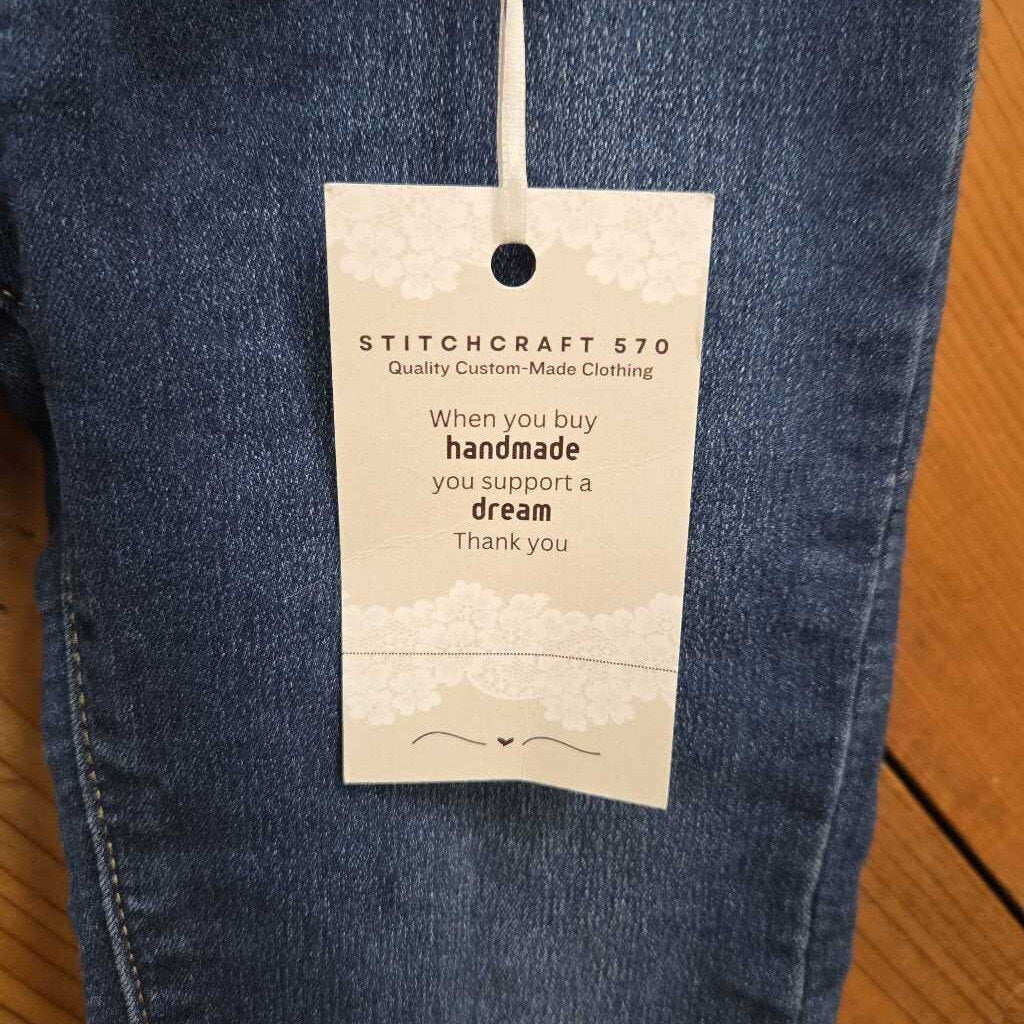 STITCHCRAFT 570
Quality Custom-Made Clothing
When you buy
handmade
you support a
dream
Thank you